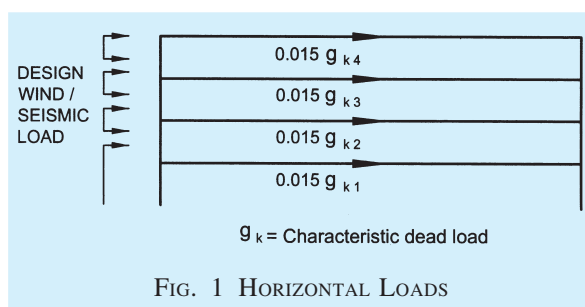 0.015 g k4
DESIGN
WIND /
SEISMIC
LOAD
0.015 g k3
0.015 g k2
0.015 g k1
g k = Characteristic dead load
FIG. 1 HORIZONTAL LOADS